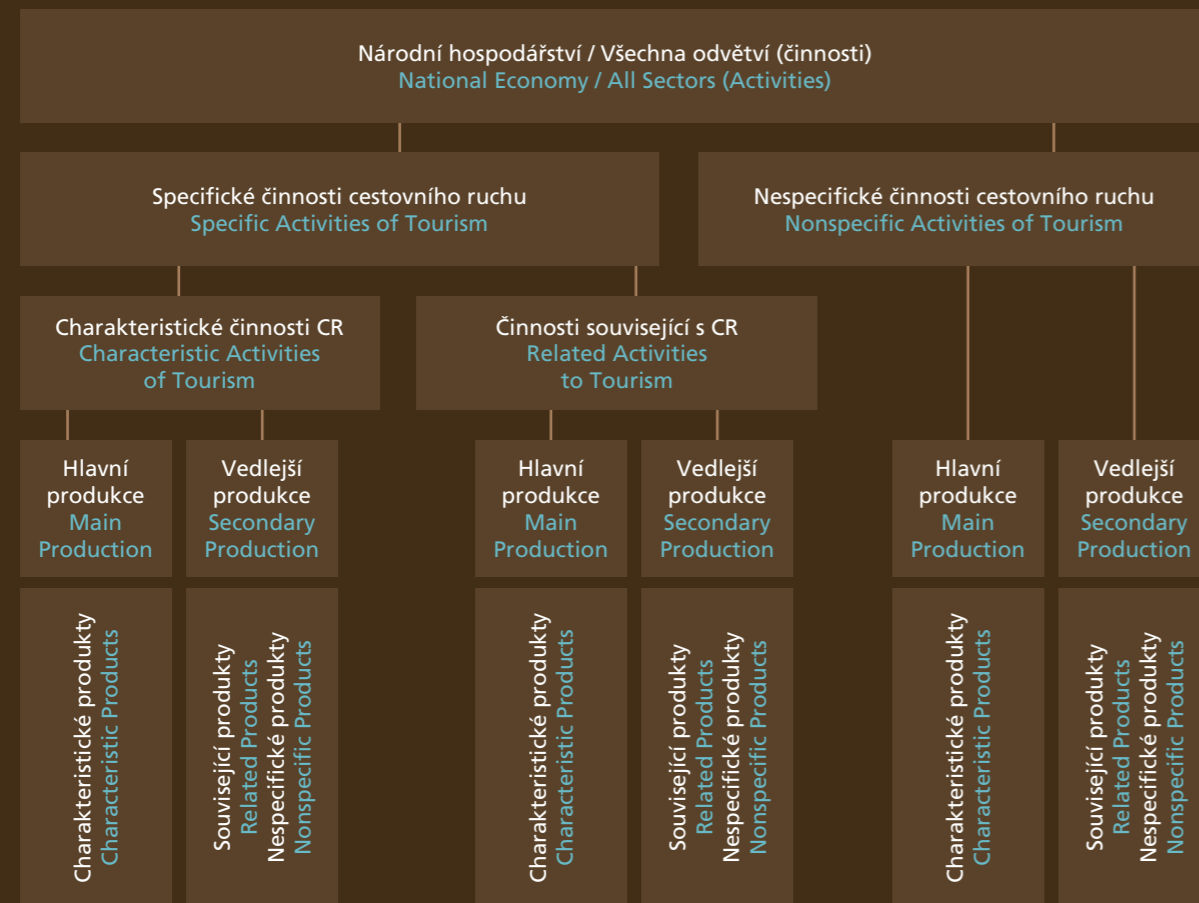 Národní hospodářství / Všechna odvětví (činnosti)
National Economy / All Sectors (Activities)
Specifické činnosti cestovního ruchu
Specific Activities of Tourism
Nespecifické činnosti cestovního ruchu
Nonspecific Activities of Tourism
Charakteristické činnosti CR
Characteristic Activities
of Tourism
Činnosti související s CR
Related Activities
to Tourism
Hlavní
produkce
Main
Production
Vedlejší
produkce
Secondary
Production
Hlavní
produkce
Main
Production
Vedlejší
produkce
Secondary
Production
Hlavní
produkce
Main
Production
Vedlejší
produkce
Secondary
Production
Charakteristické produkty
Characteristic Products
Související produkty
Related Products
Nespecifické produkty
Nonspecific Products
Charakteristické produkty
Characteristic Products
Související produkty
Related Products
Nespecifické produkty
Nonspecific Products
Charakteristické produkty
Characteristic Products
Související produkty
Related Products
Nespecifické produkty
Nonspecific Products